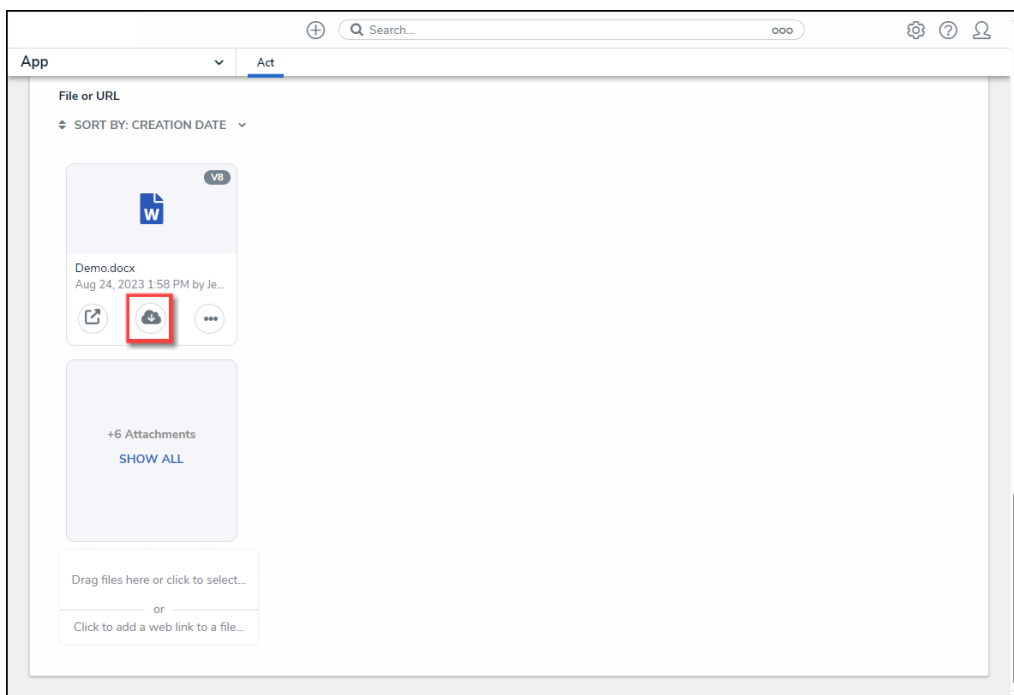 Search...
App
Act
File or URL
SORT BY: CREATION DATE
V8
W
Demo.docx
Aug 24, 2023 1:58 PM by Je...
+6 Attachments
SHOW ALL
Drag files here or click to select...
or
Click to add a web link to a file...